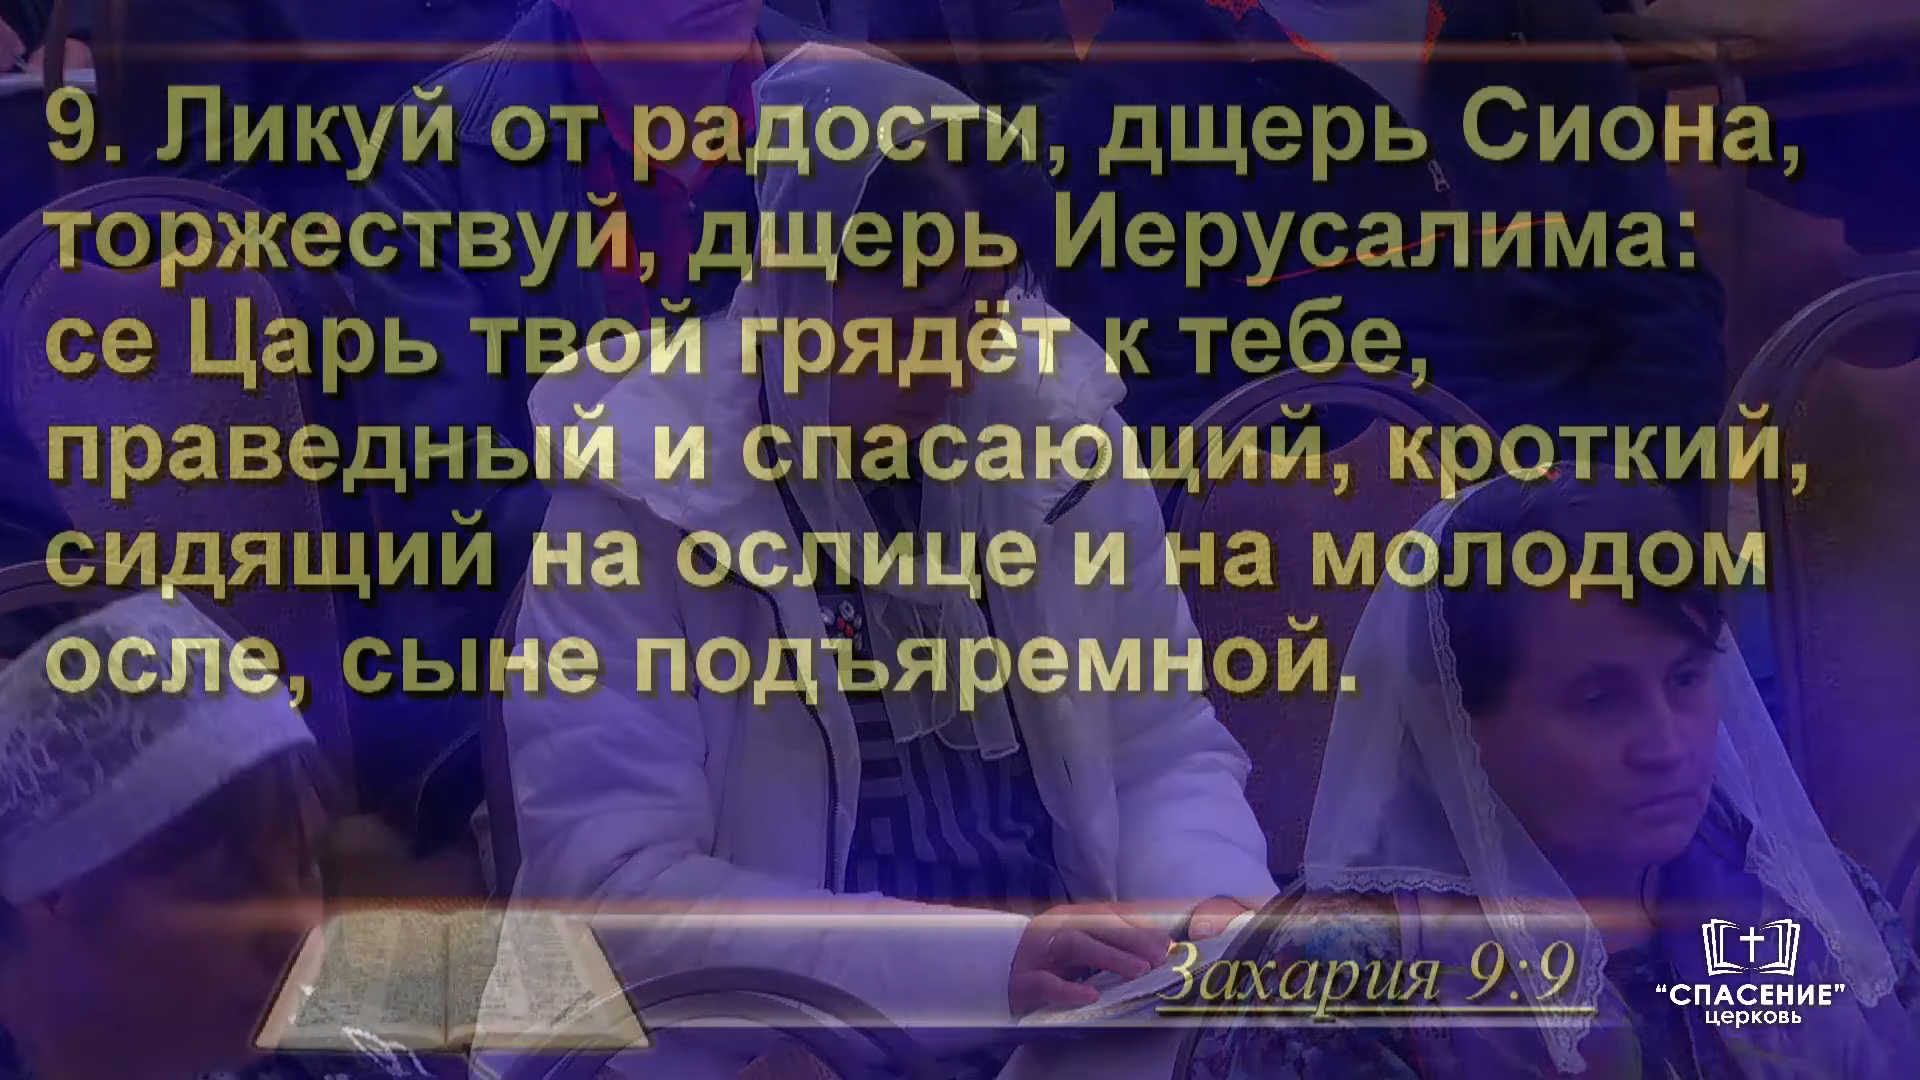 9. Ликуй от радости, дщерь Сиона,
торжествуй, дщерь Иерусалима:
се Царь твой грядёт к тебе,
праведный и спасающий, кроткий,
сидящий на ослице и на молодом
осле, сыне подъяремной.
Захария 9:9
"СПАСЕНИЕ"
церковь